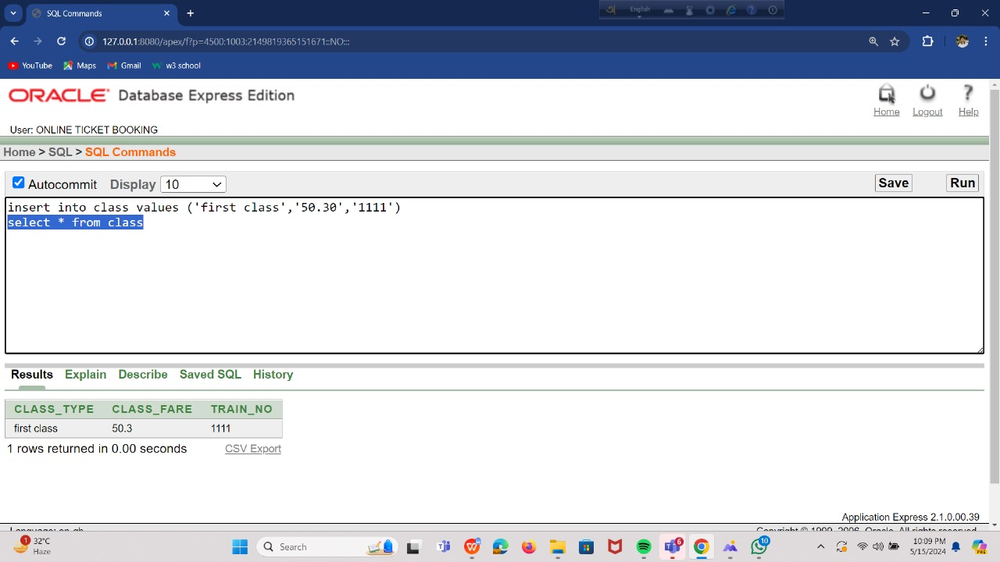 SQL Commands
English
127.0.0.1:8080/apex/f?p=4500:1003:2149819365151671::NO:::
YouTube Maps Gmail w3 school
ORACLE Database Express Edition
Home Logout Help
User: ONLINE TICKET BOOKING
Home > SQL > SQL Commands
Autocommit Display 10 Save Run
insert into class values ('first class','50.30','1111')
select * from class
Results Explain Describe Saved SQL History
CLASS_TYPE CLASS_FARE TRAIN_NO
first class 50.3 1111
1 rows returned in 0.00 seconds CSV Export
Application Express 2.1.0.00.39
Language: en-gb Copyright © 1999, 2006, Oracle. All rights reserved.
1 32°C
Haze
Search
6
10
10:09 PM
5/15/2024
PRE